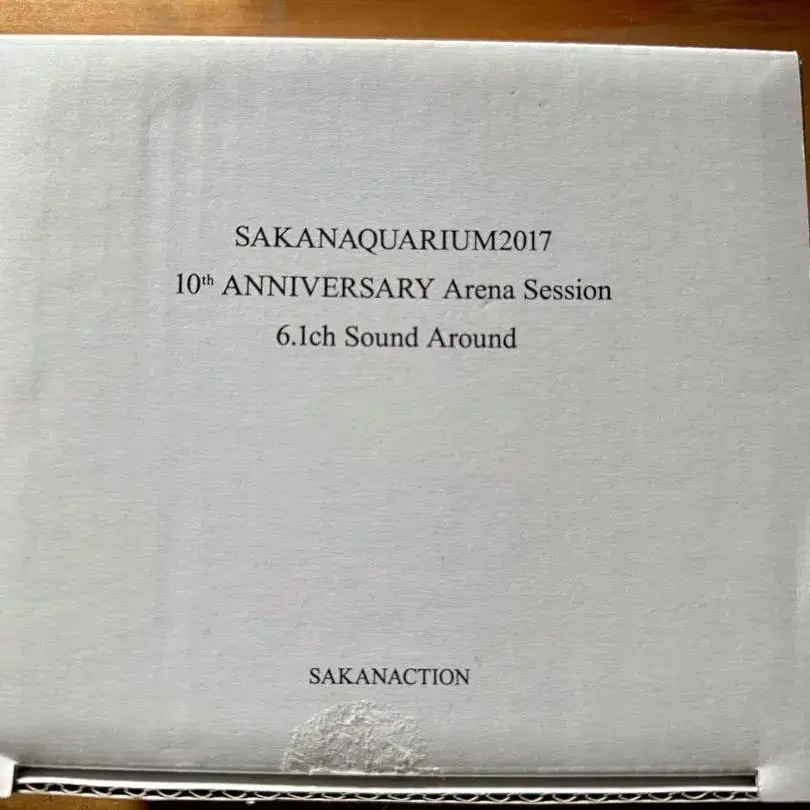 SAKANAQUARIUM2017
10th ANNIVERSARY Arena Session
6.1ch Sound Around
SAKANACTION